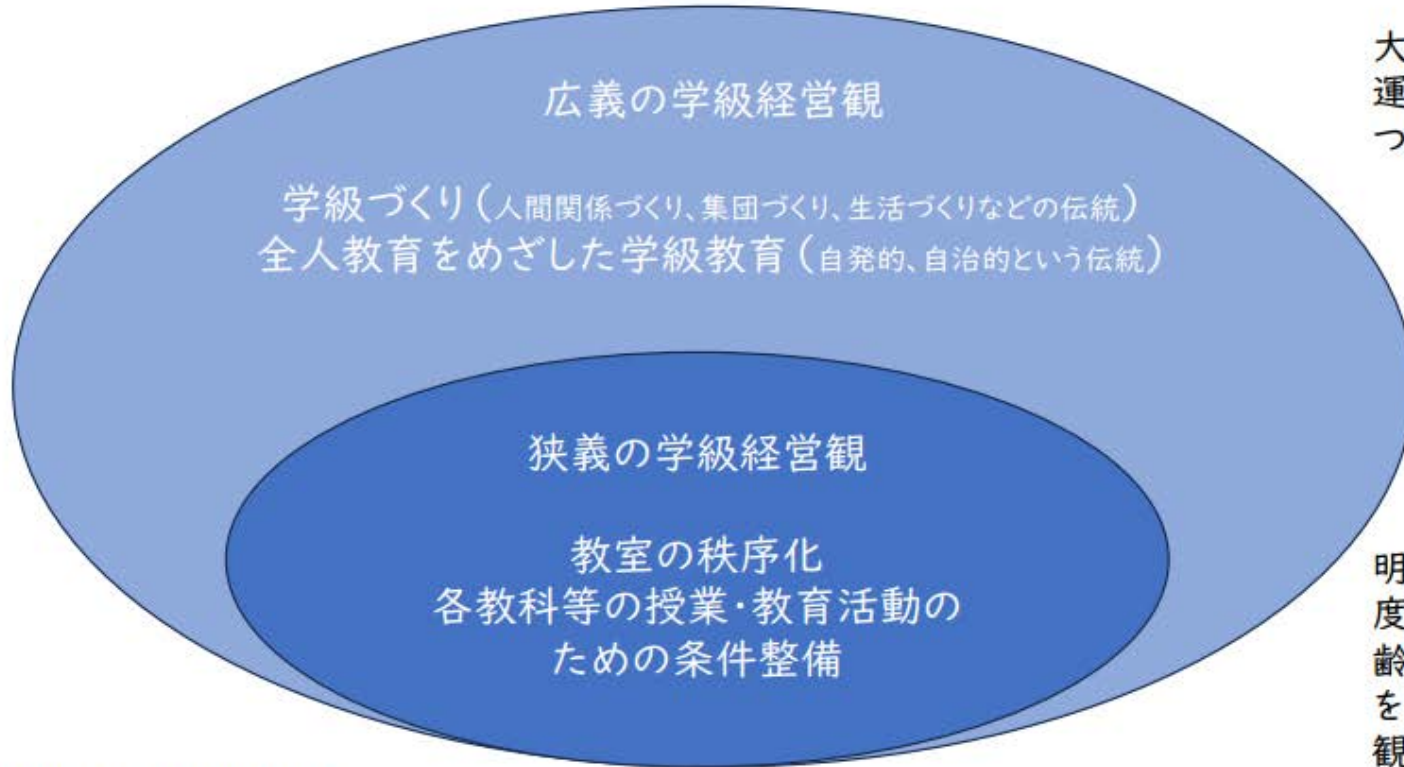 広義の学級経営観
学級づくり（人間関係づくり、集団づくり、生活づくりなどの伝統）
全人教育をめざした学級教育（自発的、自治的という伝統）
狭義の学級経営観
教室の秩序化
各教科等の授業・教育活動の
ための条件整備
大
運
つ
明
度
齢
を
観